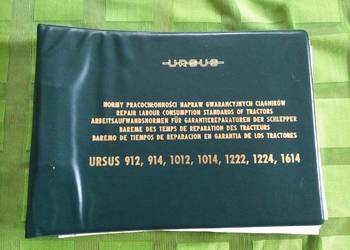 URSUS
NORMY PRACOCHŁONNOŚCI NAPRAW GWARANCYJNYCH CIĄGNIKÓW
REPAIR LABOUR CONSUMPTION STANDARDS OF TRACTORS
ARBEITSAUFWANDSNORMEN FÜR GARANTIEREPARATUREN DER SCHLEPPER
BAREME DES TEMPS DE REPARATION DES TRACTEURS
BAREMO DE TIEMPOS DE REPARACION EN GARANTIA DE LOS TRACTORES
URSUS 912, 914, 1012, 1014, 1222, 1224, 1614